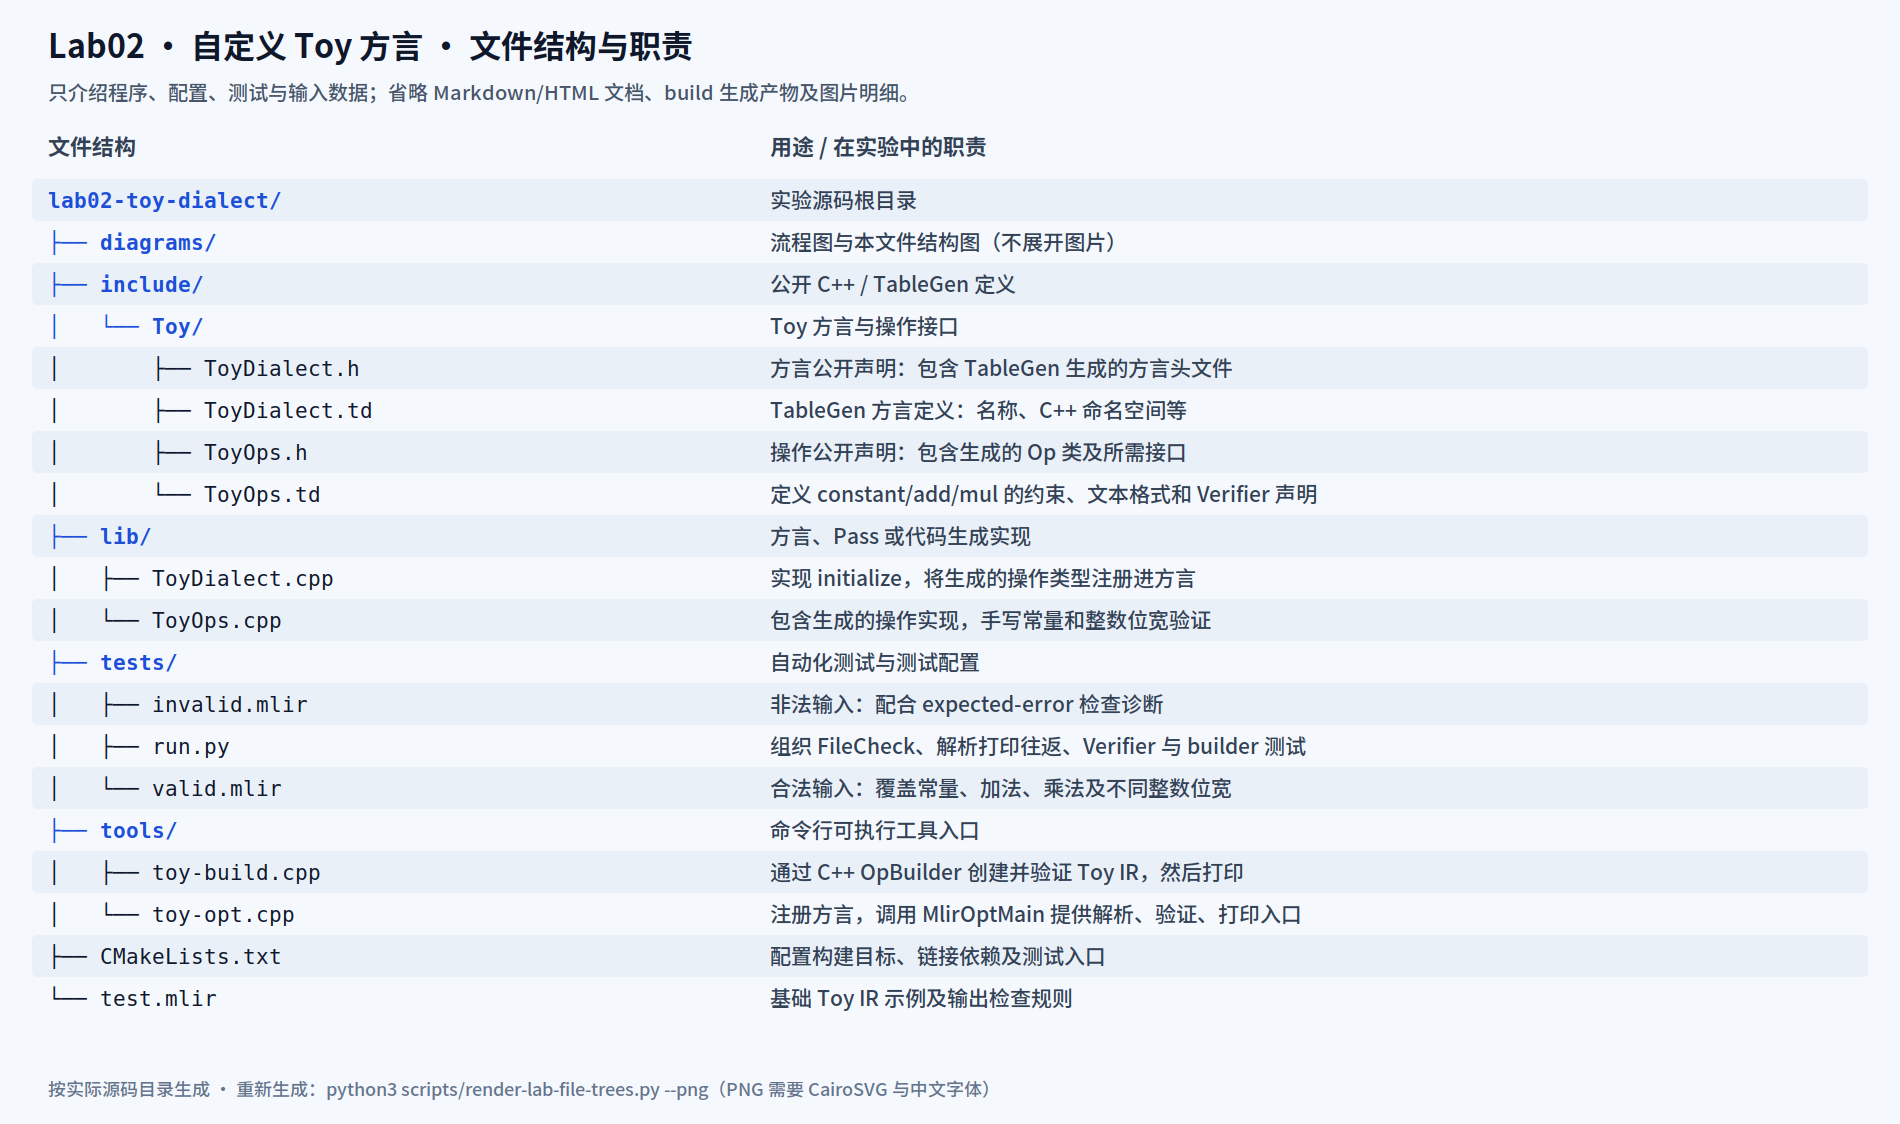 Lab02 · 自定义 Toy 方言 · 文件结构与职责
只介绍程序、配置、测试与输入数据；省略 Markdown/HTML 文档、build 生成产物及图片明细。
文件结构 用途 / 在实验中的职责
lab02-toy-dialect/ 实验源码根目录
├── diagrams/ 流程图与本文件结构图（不展开图片）
├── include/ 公开 C++ / TableGen 定义
│   └── Toy/ Toy 方言与操作接口
│       ├── ToyDialect.h 方言公开声明：包含 TableGen 生成的方言头文件
│       ├── ToyDialect.td TableGen 方言定义：名称、C++ 命名空间等
│       ├── ToyOps.h 操作公开声明：包含生成的 Op 类及所需接口
│       └── ToyOps.td 定义 constant/add/mul 的约束、文本格式和 Verifier 声明
├── lib/ 方言、Pass 或代码生成实现
│   ├── ToyDialect.cpp 实现 initialize，将生成的操作类型注册进方言
│   └── ToyOps.cpp 包含生成的操作实现，手写常量和整数位宽验证
├── tests/ 自动化测试与测试配置
│   ├── invalid.mlir 非法输入：配合 expected-error 检查诊断
│   ├── run.py 组织 FileCheck、解析打印往返、Verifier 与 builder 测试
│   └── valid.mlir 合法输入：覆盖常量、加法、乘法及不同整数位宽
├── tools/ 命令行可执行工具入口
│   ├── toy-build.cpp 通过 C++ OpBuilder 创建并验证 Toy IR，然后打印
│   └── toy-opt.cpp 注册方言，调用 MlirOptMain 提供解析、验证、打印入口
├── CMakeLists.txt 配置构建目标、链接依赖及测试入口
└── test.mlir 基础 Toy IR 示例及输出检查规则
按实际源码目录生成 · 重新生成：python3 scripts/render-lab-file-trees.py --png（PNG 需要 CairoSVG 与中文字体）